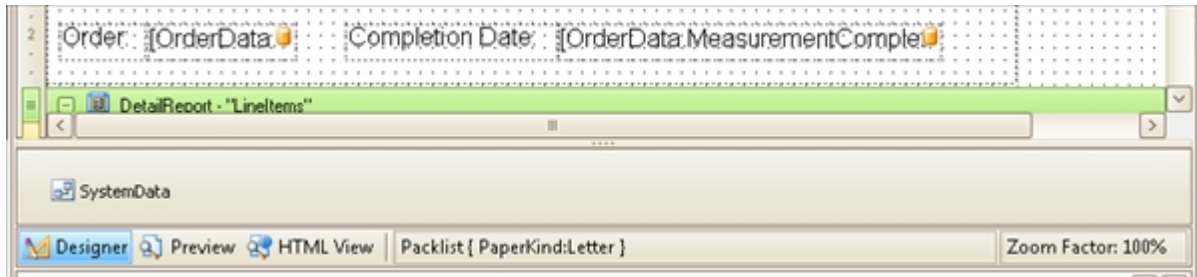 2 Order: [OrderData. Completion Date: [OrderData.MeasurementComple
DetailReport - "LineItems"
SystemData
Designer Preview HTML View Packlist { PaperKind:Letter } Zoom Factor: 100%